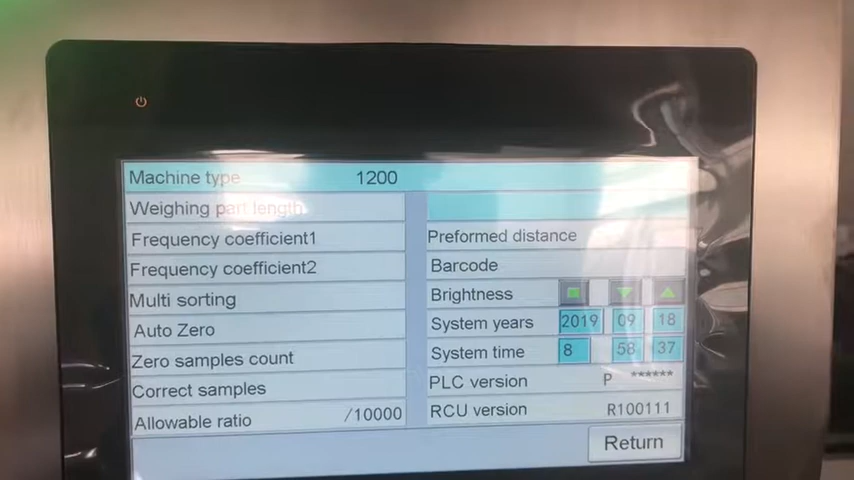 Machine type 1200
Weighing part length
Frequency coefficient1
Preformed distance
Frequency coefficient2
Barcode
Multi sorting
Brightness
Auto Zero
System years 2019 09 18
Zero samples count
System time 8 58 37
Correct samples
PLC version P ******
Allowable ratio /10000
RCU version R100111
Return